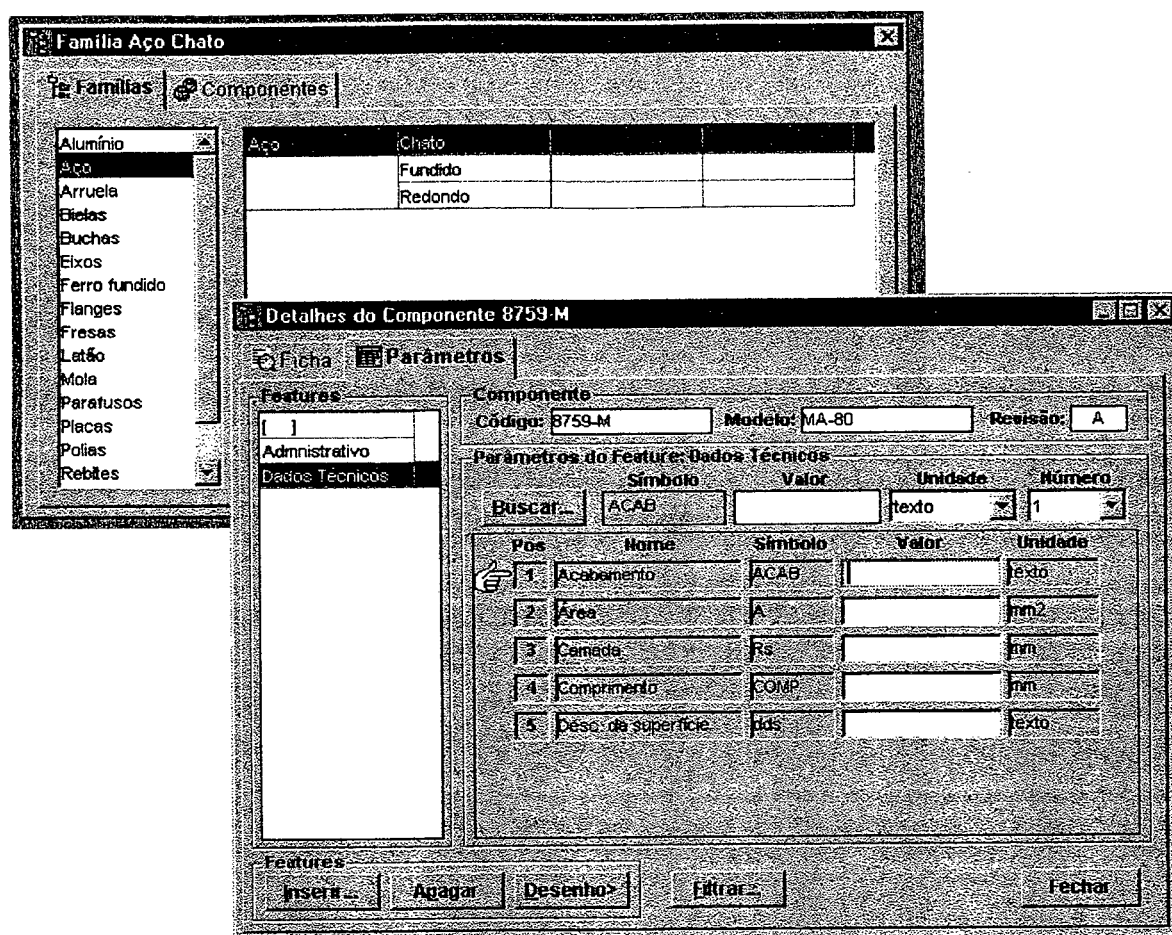 Família Aço Chato
Famílias Componentes
Alumínio
Aço
Arruela
Bielas
Buchas
Eixos
Ferro fundido
Flanges
Fresas
Latão
Mola
Parafusos
Placas
Polias
Rebites
Aço Chato
Fundido
Redondo
Detalhes do Componente 8759-M
Ficha Parâmetros
Features
[ ]
Admnistrativo
Dados Técnicos
Componente
Código: 8759-M Modelo: MA-80 Revisão: A
Parâmetros do Feature: Dados Técnicos
Símbolo Valor Unidade Número
Buscar... ACAB texto 1
Pos Nome Símbolo Valor Unidade
1 Acabamento ACAB texto
2 Área A mm2
3 Camada Rs mm
4 Comprimento COMP mm
5 Desc. da superfície dds texto
Features
Inserir... Apagar Desenho> Filtrar... Fechar